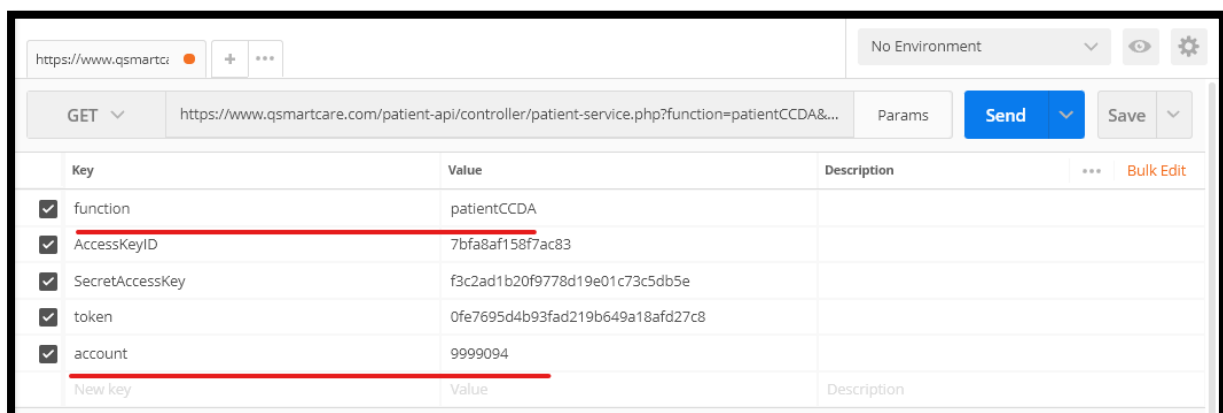 No Environment
https://www.qsmartca
GET https://www.qsmartcare.com/patient-api/controller/patient-service.php?function=patientCCDA&... Params Send Save
Key Value Description Bulk Edit
function patientCCDA
AccessKeyID 7bfa8af158f7ac83
SecretAccessKey f3c2ad1b20f9778d19e01c73c5db5e
token 0fe7695d4b93fad219b649a18afd27c8
account 9999094
New key Value Description